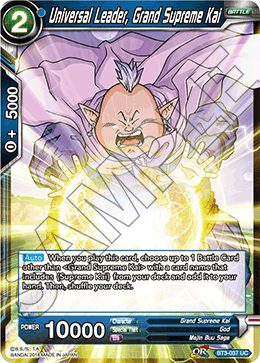 2
Universal Leader, Grand Supreme Kai
BATTLE
0 + 5000
SAMPLE
Auto When you play this card, choose up to 1 Battle Card
other than <Grand Supreme Kai> with a card name that
includes {Supreme Kai} from your deck and add it to your
hand. Then, shuffle your deck.
POWER 10000
Character Grand Supreme Kai
Special Trait God
Era Majin Buu Saga
©B.S./S., T.A.
BANDAI 2018 MADE IN JAPAN
BT3-037 UC